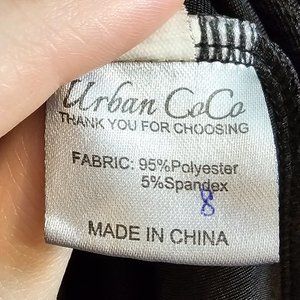 Urban CoCo
THANK YOU FOR CHOOSING
FABRIC: 95%Polyester
5%Spandex
8
MADE IN CHINA